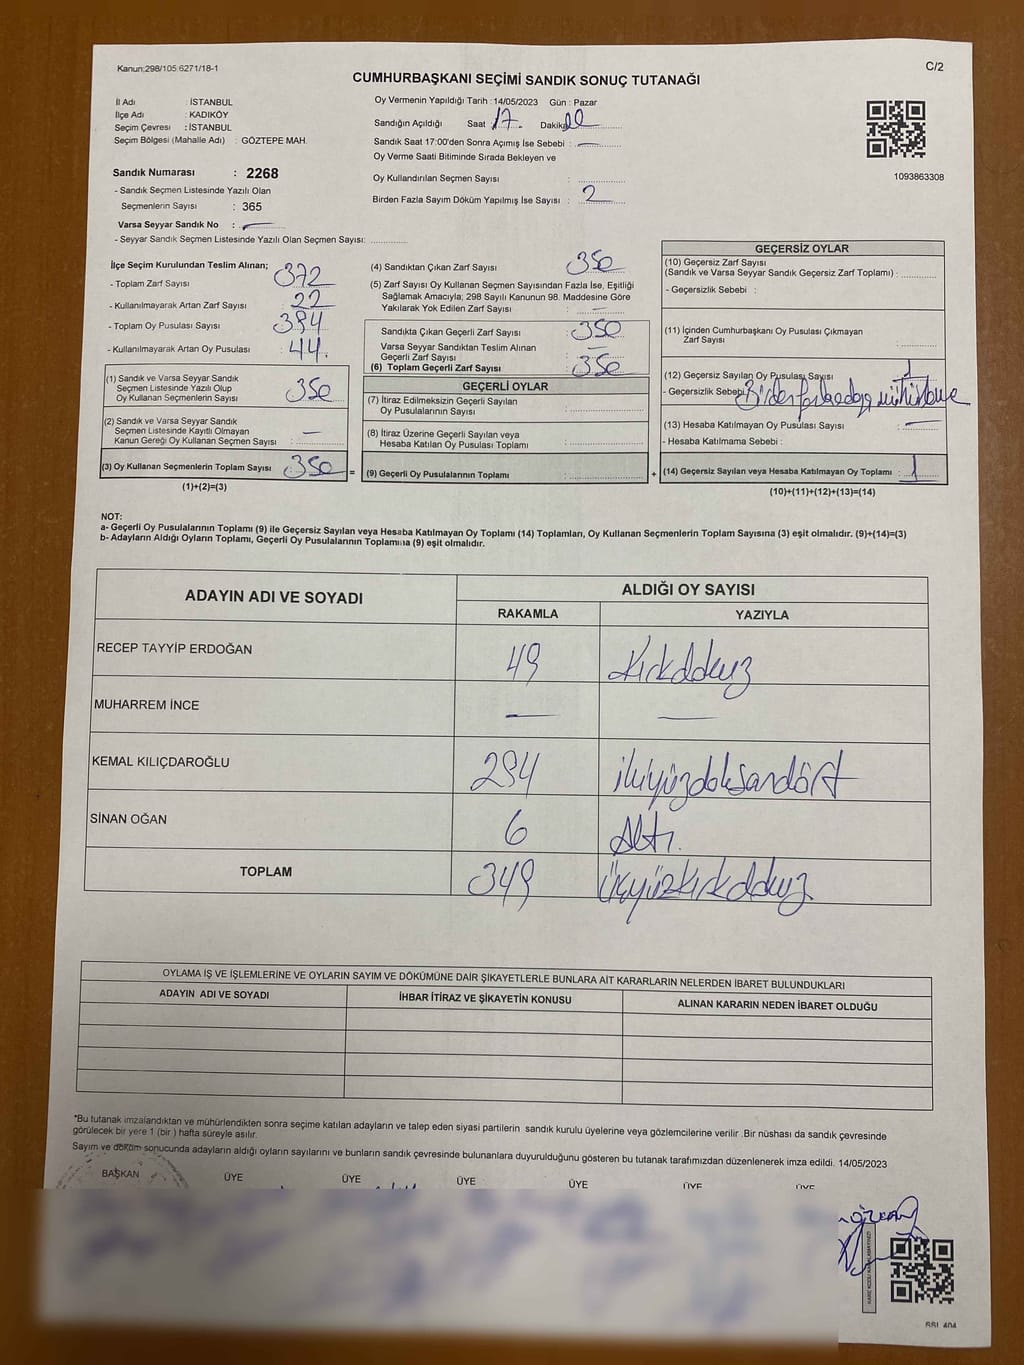 Kanun:298/105 6271/18-1
C/2
CUMHURBAŞKANI SEÇİMİ SANDIK SONUÇ TUTANAĞI
İl Adı : İSTANBUL
İlçe Adı : KADIKÖY
Seçim Çevresi : İSTANBUL
Seçim Bölgesi (Mahalle Adı) : GÖZTEPE MAH.
Sandık Numarası : 2268
- Sandık Seçmen Listesinde Yazılı Olan
Seçmenlerin Sayısı : 365
Varsa Seyyar Sandık No :
- Seyyar Sandık Seçmen Listesinde Yazılı Olan Seçmen Sayısı:
Oy Vermenin Yapıldığı Tarih : 14/05/2023 Gün : Pazar
Sandığın Açıldığı Saat 17. Dakika
Sandık Saat 17:00'den Sonra Açımış İse Sebebi : —
Oy Verme Saati Bitiminde Sırada Bekleyen ve
Oy Kullandırılan Seçmen Sayısı :
Birden Fazla Sayım Döküm Yapılmış İse Sayısı : 2
1093863308
İlçe Seçim Kurulundan Teslim Alınan;
- Toplam Zarf Sayısı : 372
- Kullanılmayarak Artan Zarf Sayısı : 22
- Toplam Oy Pusulası Sayısı : 394
- Kullanılmayarak Artan Oy Pusulası : 44.
(1) Sandık ve Varsa Seyyar Sandık
Seçmen Listesinde Yazılı Olup
Oy Kullanan Seçmenlerin Sayısı : 350
(2) Sandık ve Varsa Seyyar Sandık
Seçmen Listesinde Kayıtlı Olmayan
Kanun Gereği Oy Kullanan Seçmen Sayısı : —
(3) Oy Kullanan Seçmenlerin Toplam Sayısı : 350
(1)+(2)=(3)
=
(4) Sandıktan Çıkan Zarf Sayısı : 350
(5) Zarf Sayısı Oy Kullanan Seçmen Sayısından Fazla İse, Eşitliği
Sağlamak Amacıyla; 298 Sayılı Kanunun 98. Maddesine Göre
Yakılarak Yok Edilen Zarf Sayısı : —
Sandıkta Çıkan Geçerli Zarf Sayısı : 350
Varsa Seyyar Sandıktan Teslim Alınan
Geçerli Zarf Sayısı : —
(6) Toplam Geçerli Zarf Sayısı : 350
GEÇERLİ OYLAR
(7) İtiraz Edilmeksizin Geçerli Sayılan
Oy Pusulalarının Sayısı :
(8) İtiraz Üzerine Geçerli Sayılan veya
Hesaba Katılan Oy Pusulası Toplamı :
(9) Geçerli Oy Pusulalarının Toplamı :
+
GEÇERSİZ OYLAR
(10) Geçersiz Zarf Sayısı
(Sandık ve Varsa Seyyar Sandık Geçersiz Zarf Toplamı) :
- Geçersizlik Sebebi :
(11) İçinden Cumhurbaşkanı Oy Pusulası Çıkmayan
Zarf Sayısı :
(12) Geçersiz Sayılan Oy Pusulası Sayısı 1
- Geçersizlik Sebebi Birden fazla adaya
(13) Hesaba Katılmayan Oy Pusulası Sayısı : —
- Hesaba Katılmama Sebebi :
(14) Geçersiz Sayılan veya Hesaba Katılmayan Oy Toplamı : 1
(10)+(11)+(12)+(13)=(14)
NOT:
a- Geçerli Oy Pusulalarının Toplamı (9) ile Geçersiz Sayılan veya Hesaba Katılmayan Oy Toplamı (14) Toplamları, Oy Kullanan Seçmenlerin Toplam Sayısına (3) eşit olmalıdır. (9)+(14)=(3)
b- Adayların Aldığı Oyların Toplamı, Geçerli Oy Pusulalarının Toplamına (9) eşit olmalıdır.
ADAYIN ADI VE SOYADI
ALDIĞI OY SAYISI
RAKAMLA YAZIYLA
RECEP TAYYİP ERDOĞAN 49 Kırkdokuz
MUHARREM İNCE — —
KEMAL KILIÇDAROĞLU 294 ikiyüzdoksandört
SİNAN OĞAN 6 Altı.
TOPLAM 349 Üçyüzkırkdokuz
OYLAMA İŞ VE İŞLEMLERİNE VE OYLARIN SAYIM VE DÖKÜMÜNE DAİR ŞİKAYETLERLE BUNLARA AİT KARARLARIN NELERDEN İBARET BULUNDUKLARI
ADAYIN ADI VE SOYADI İHBAR İTİRAZ VE ŞİKAYETİN KONUSU ALINAN KARARIN NEDEN İBARET OLDUĞU
*Bu tutanak imzalandıktan ve mühürlendikten sonra seçime katılan adayların ve talep eden siyasi partilerin sandık kurulu üyelerine veya gözlemcilerine verilir .Bir nüshası da sandık çevresinde
görülecek bir yere 1 (bir ) hafta süreyle asılır.
Sayım ve döküm sonucunda adayların aldığı oyların sayılarını ve bunların sandık çevresinde bulunanlara duyurulduğunu gösteren bu tutanak tarafımızdan düzenlenerek imza edildi. 14/05/2023
BAŞKAN ÜYE ÜYE ÜYE ÜYE ÜYE ÜYE